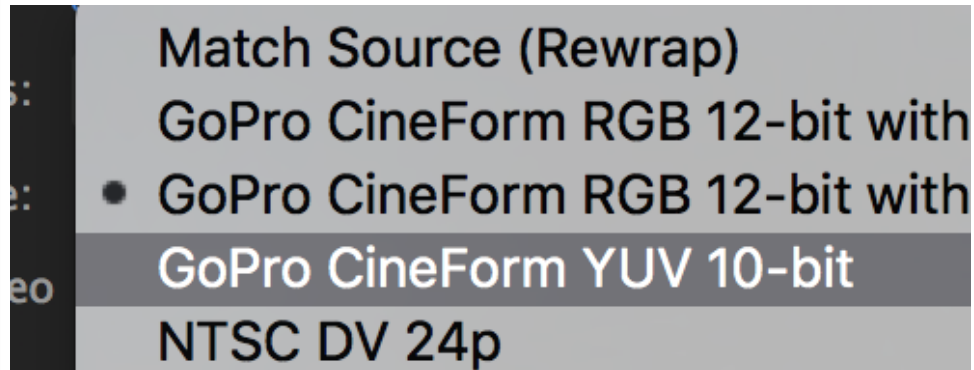 Match Source (Rewrap)
s:
GoPro CineForm RGB 12-bit with
e:
GoPro CineForm RGB 12-bit with
GoPro CineForm YUV 10-bit
eo
NTSC DV 24p